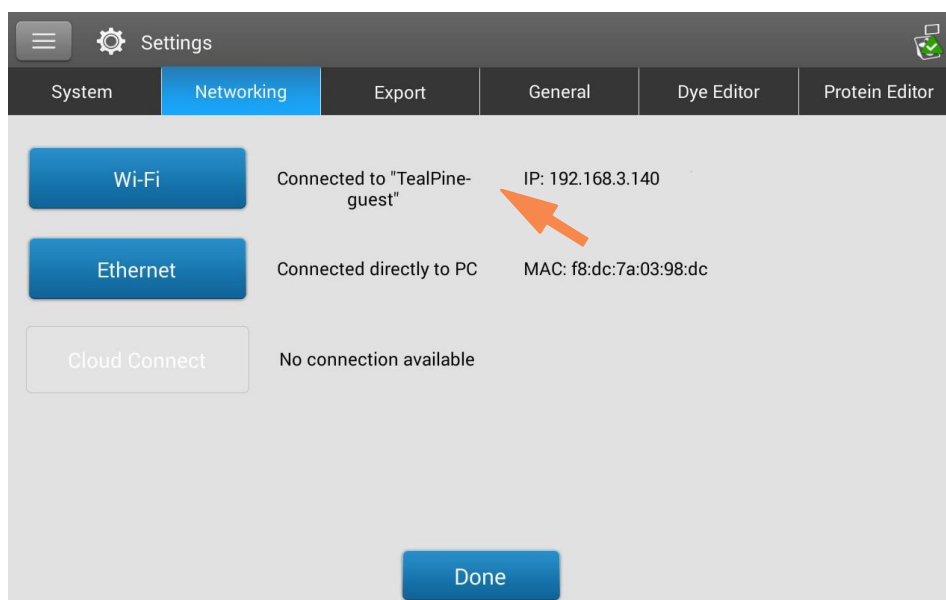 Settings
System Networking Export General Dye Editor Protein Editor
Wi-Fi Connected to "TealPine- IP: 192.168.3.140
guest"
Ethernet Connected directly to PC MAC: f8:dc:7a:03:98:dc
Cloud Connect No connection available
Done